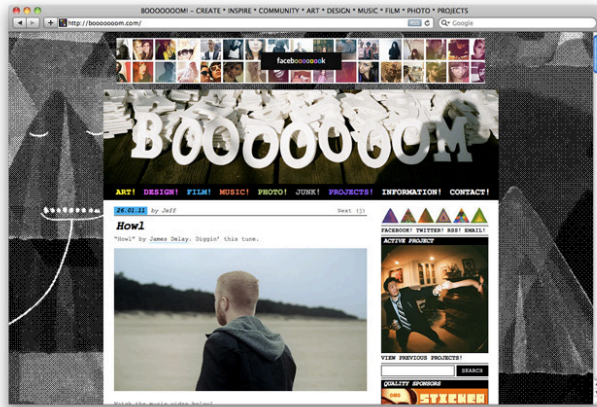 BOOOOOOOM! – CREATE * INSPIRE * COMMUNITY * ART * DESIGN * MUSIC * FILM * PHOTO * PROJECTS
http://booooooom.com/
Google
faceboooooook
BOOOOOOOM
ART! DESIGN! FILM! MUSIC! PHOTO! JUNK! PROJECTS! INFORMATION! CONTACT!
26.01.11 by Jeff
Next (j)
Howl
"Howl" by James Delay. Diggin' this tune.
FACEBOOK! TWITTER! RSS! EMAIL!
ACTIVE PROJECT
VIEW PREVIOUS PROJECTS!
SEARCH
QUALITY SPONSORS
STICKER
Watch the music video below!